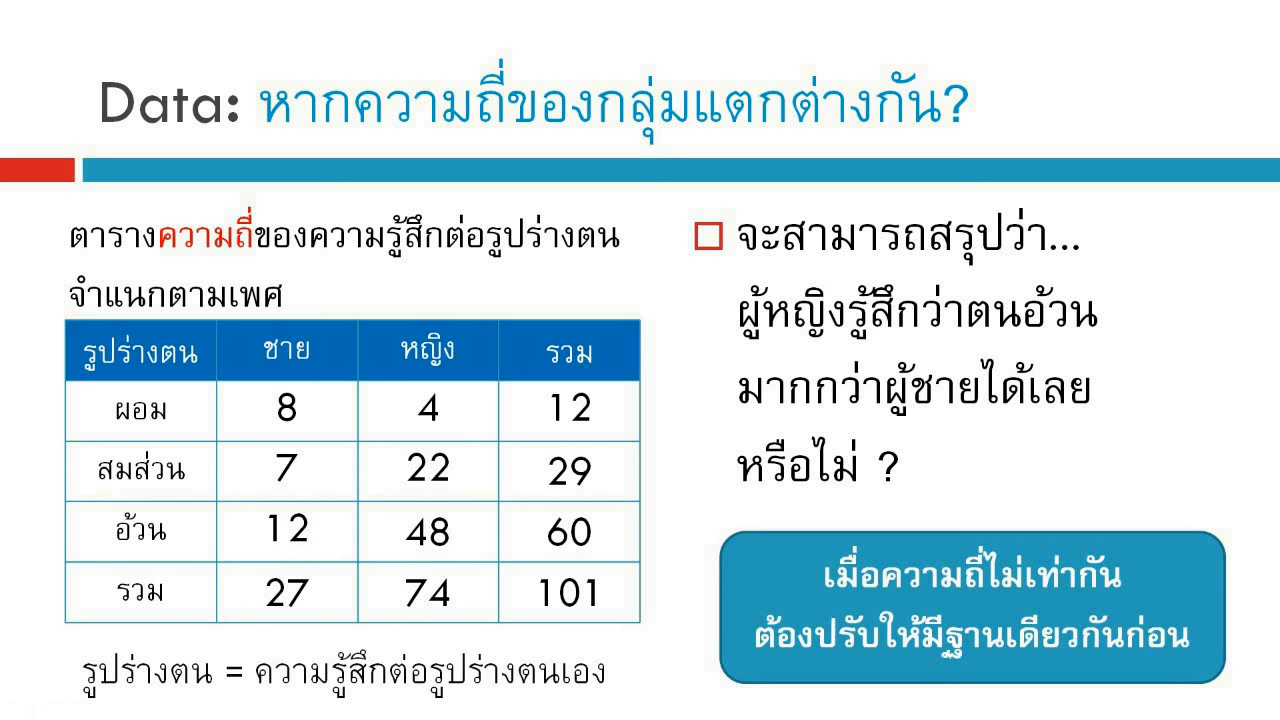 Data: หากความถี่ของกลุ่มแตกต่างกัน?
ตารางความถี่ของความรู้สึกต่อรูปร่างตน
จำแนกตามเพศ
รูปร่างตน ชาย หญิง รวม
ผอม 8 4 12
สมส่วน 7 22 29
อ้วน 12 48 60
รวม 27 74 101
รูปร่างตน = ความรู้สึกต่อรูปร่างตนเอง
จะสามารถสรุปว่า...
ผู้หญิงรู้สึกว่าตนอ้วน
มากกว่าผู้ชายได้เลย
หรือไม่ ?
เมื่อความถี่ไม่เท่ากัน
ต้องปรับให้มีฐานเดียวกันก่อน